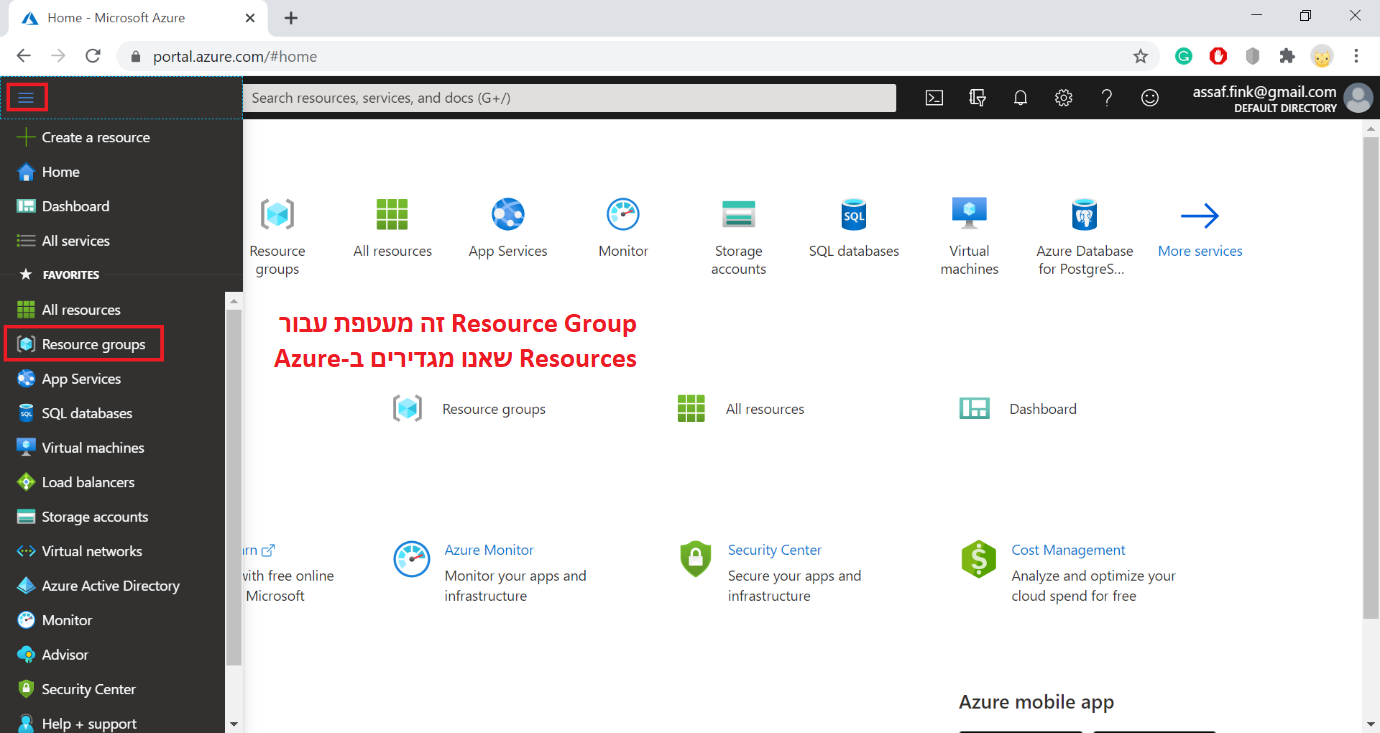 Home - Microsoft Azure
portal.azure.com/#home
Search resources, services, and docs (G+/)
assaf.fink@gmail.com
DEFAULT DIRECTORY
Create a resource
Home
Dashboard
All services
FAVORITES
All resources
Resource groups
App Services
SQL databases
Virtual machines
Load balancers
Storage accounts
Virtual networks
Azure Active Directory
Monitor
Advisor
Security Center
Help + support
Resource
groups
All resources
App Services
Monitor
Storage
accounts
SQL databases
Virtual
machines
Azure Database
for PostgreS...
More services
Resource Group זה מעטפת עבור
Resources שאנו מגדירים ב-Azure
Resource groups
All resources
Dashboard
with free online
Microsoft
Azure Monitor
Monitor your apps and
infrastructure
Security Center
Secure your apps and
infrastructure
Cost Management
Analyze and optimize your
cloud spend for free
Azure mobile app